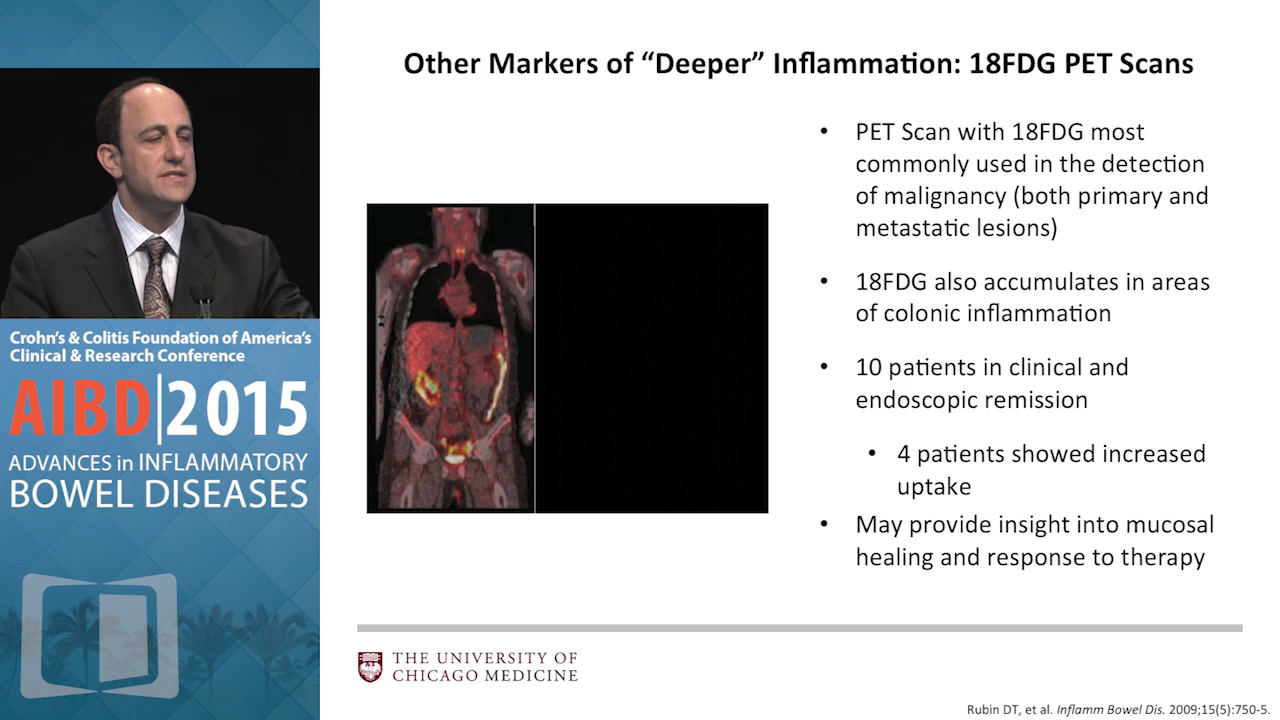 Other Markers of “Deeper” Inflammation: 18FDG PET Scans
• PET Scan with 18FDG most
commonly used in the detection
of malignancy (both primary and
metastatic lesions)
• 18FDG also accumulates in areas
of colonic inflammation
• 10 patients in clinical and
endoscopic remission
• 4 patients showed increased
uptake
• May provide insight into mucosal
healing and response to therapy
Crohn’s & Colitis Foundation of America’s
Clinical & Research Conference
AIBD|2015
ADVANCES in INFLAMMATORY
BOWEL DISEASES
THE UNIVERSITY OF
CHICAGO MEDICINE
Rubin DT, et al. Inflamm Bowel Dis. 2009;15(5):750-5.